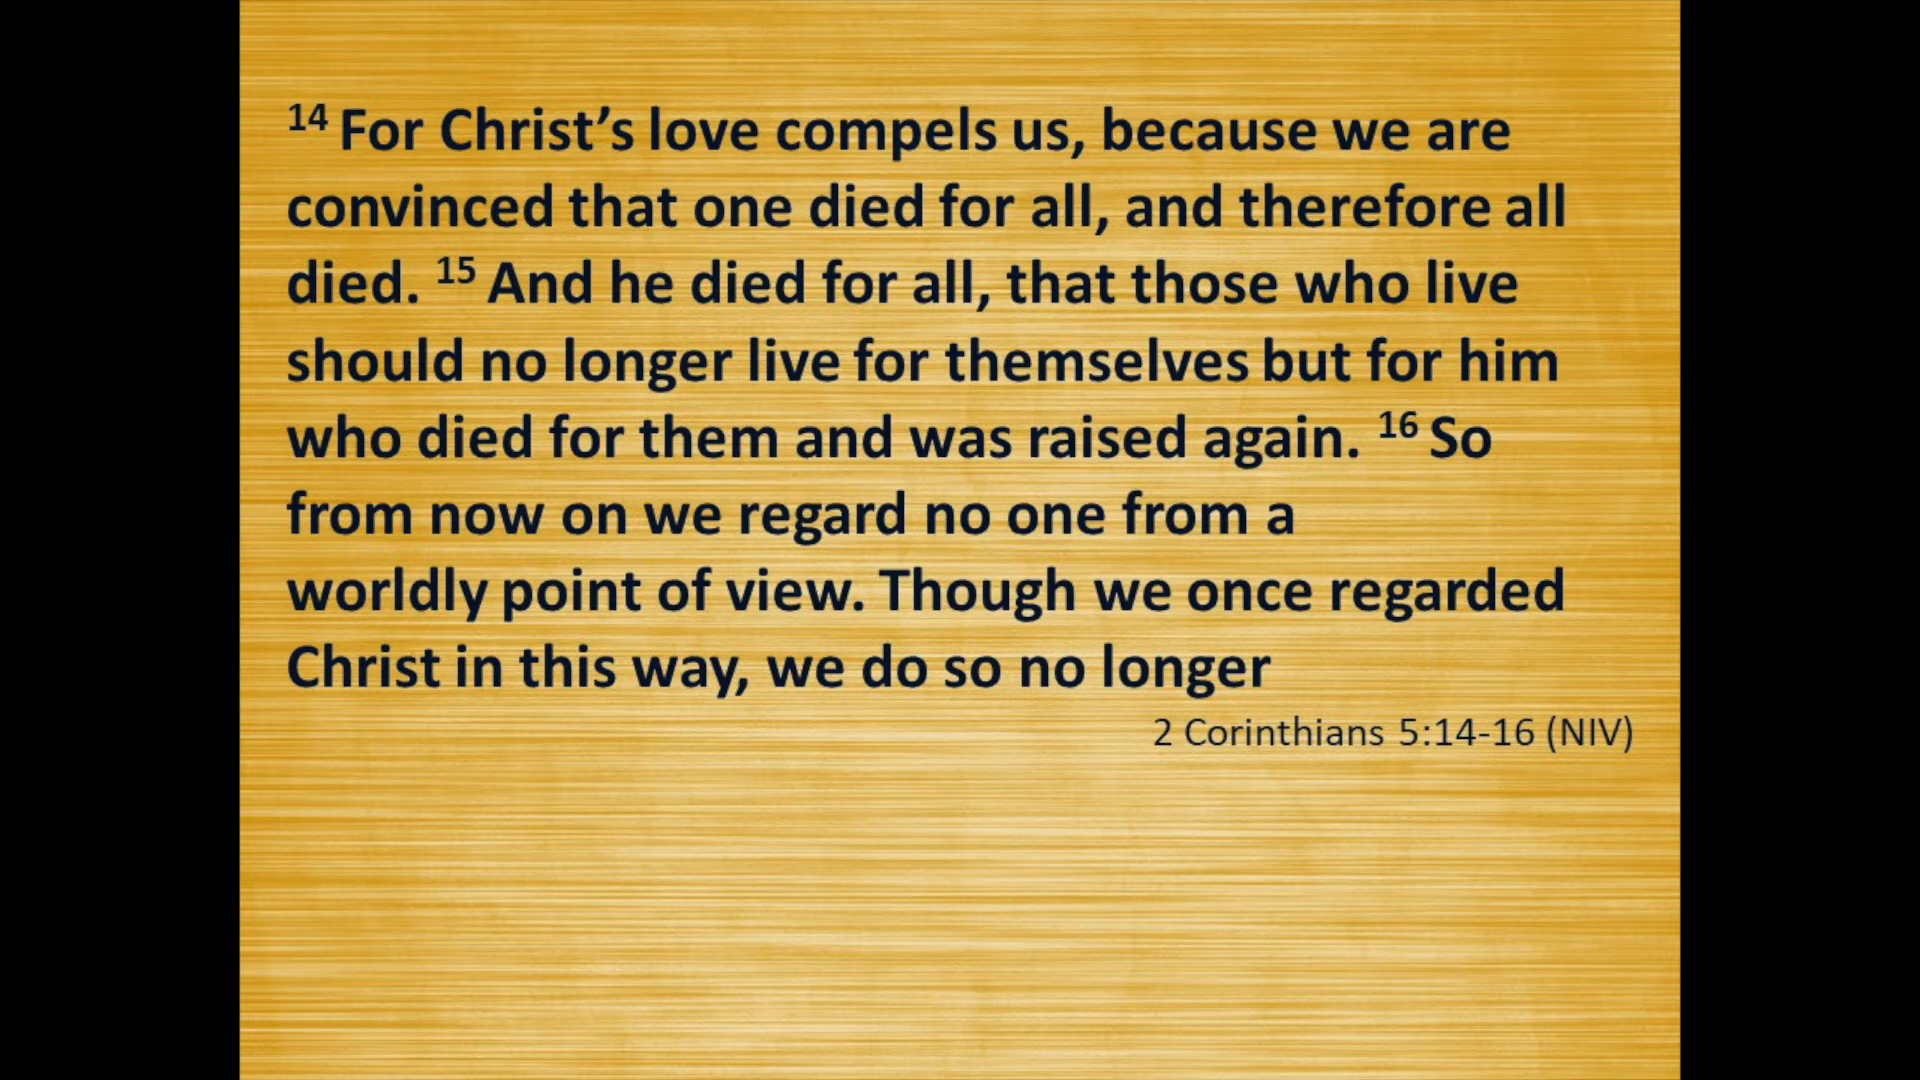 14 For Christ’s love compels us, because we are
convinced that one died for all, and therefore all
died. 15 And he died for all, that those who live
should no longer live for themselves but for him
who died for them and was raised again. 16 So
from now on we regard no one from a
worldly point of view. Though we once regarded
Christ in this way, we do so no longer
2 Corinthians 5:14-16 (NIV)